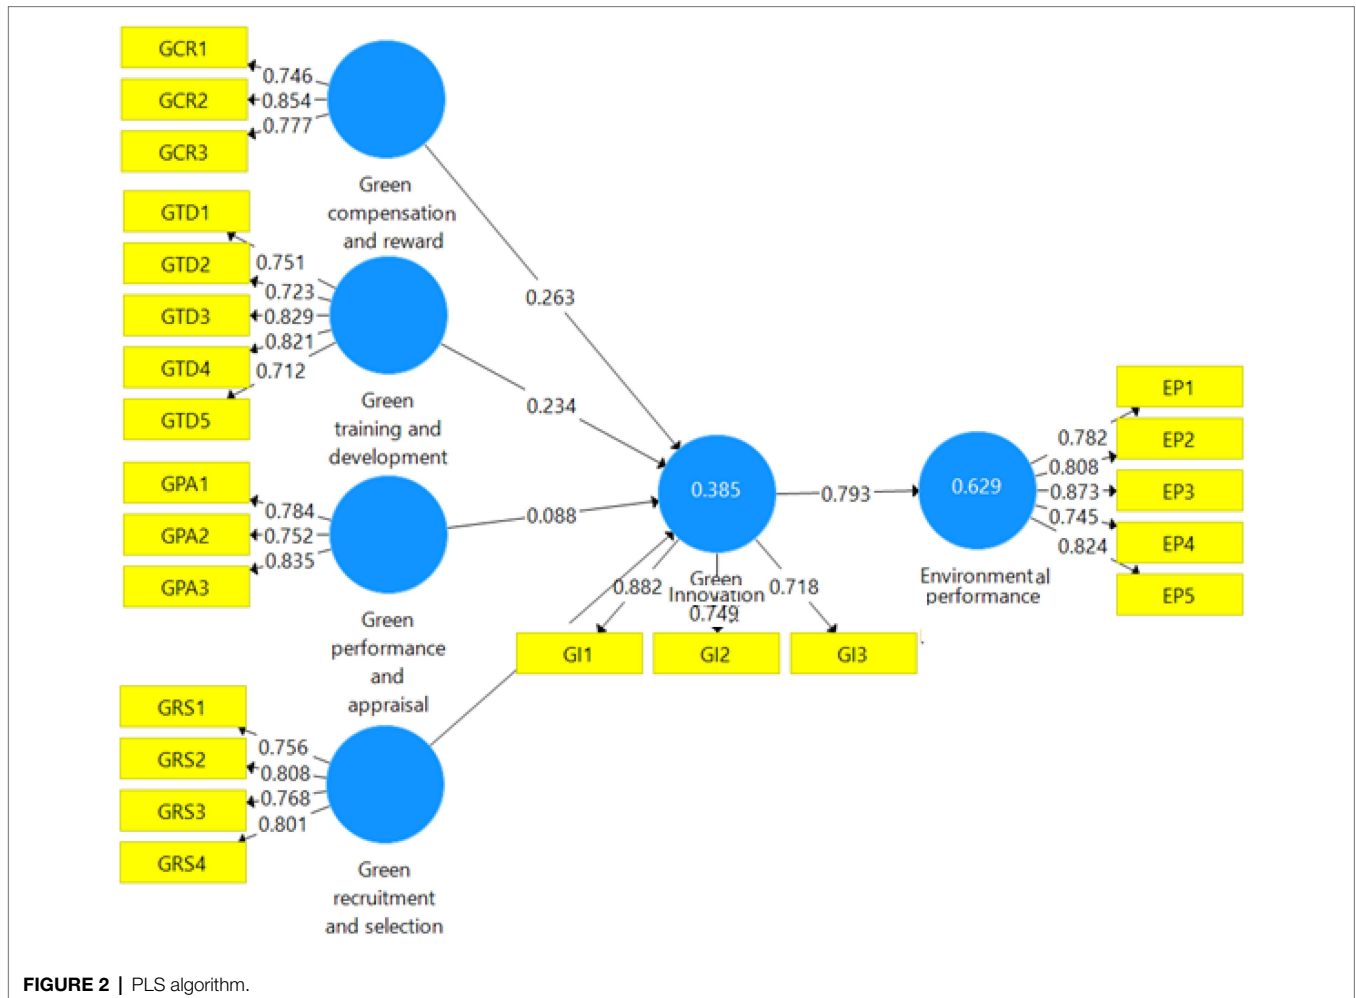 GCR1
GCR2
GCR3
0.746
0.854
0.777
Green
compensation
and reward
GTD1
GTD2
GTD3
GTD4
GTD5
0.751
0.723
0.829
0.821
0.712
Green
training and
development
GPA1
GPA2
GPA3
0.784
0.752
0.835
Green
performance
and
appraisal
GRS1
GRS2
GRS3
GRS4
0.756
0.808
0.768
0.801
Green
recruitment
and selection
0.263
0.234
0.088
0.385
0.882
Green
Innovation
0.749
0.718
GI1
GI2
GI3
0.793
0.629
Environmental
performance
0.782
0.808
0.873
0.745
0.824
EP1
EP2
EP3
EP4
EP5
FIGURE 2 | PLS algorithm.